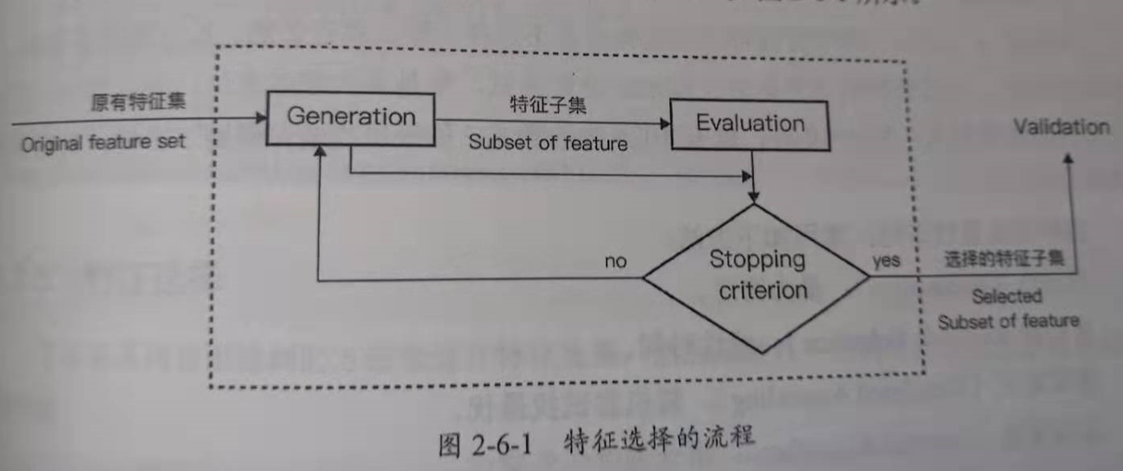 原有特征集
Original feature set
Generation
特征子集
Subset of feature
Evaluation
Validation
no
Stopping
criterion
yes
选择的特征子集
Selected
Subset of feature
图 2-6-1 特征选择的流程